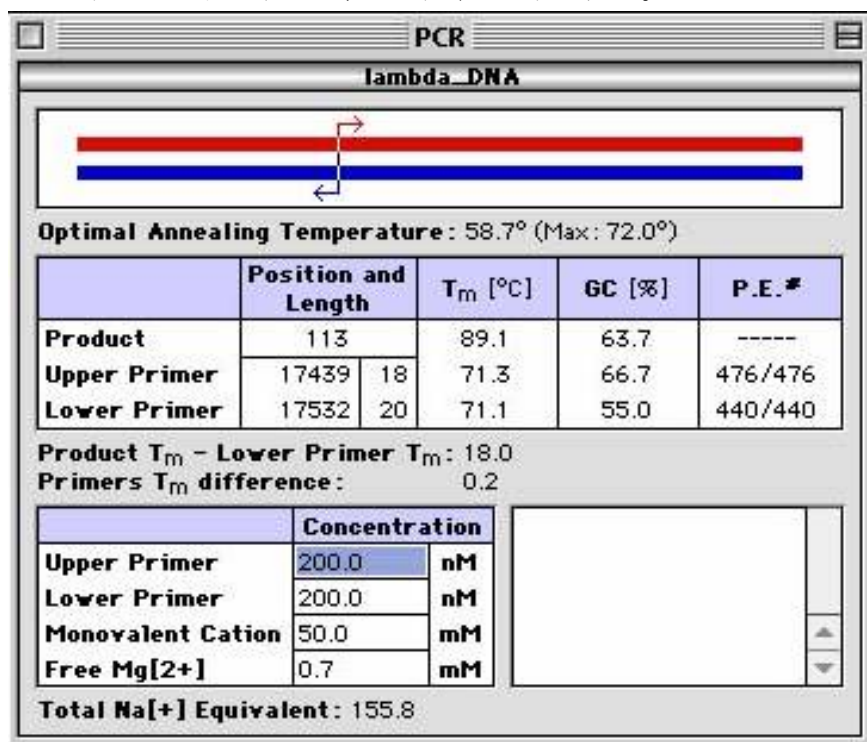 PCR
lambda_DNA
Optimal Annealing Temperature: 58.7° (Max: 72.0°)
Position and Length Tm [°C] GC [%] P.E.#
Product 113 89.1 63.7 -----
Upper Primer 17439 18 71.3 66.7 476/476
Lower Primer 17532 20 71.1 55.0 440/440
Product Tm - Lower Primer Tm: 18.0
Primers Tm difference: 0.2
Concentration
Upper Primer 200.0 nM
Lower Primer 200.0 nM
Monovalent Cation 50.0 mM
Free Mg[2+] 0.7 mM
Total Na[+] Equivalent: 155.8